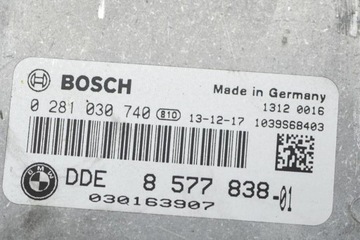 BOSCH
Made in Germany
0 281 030 740 810
1312 0016
13-12-17 1039S68403
BMW
DDE 8 577 838-01
030163907